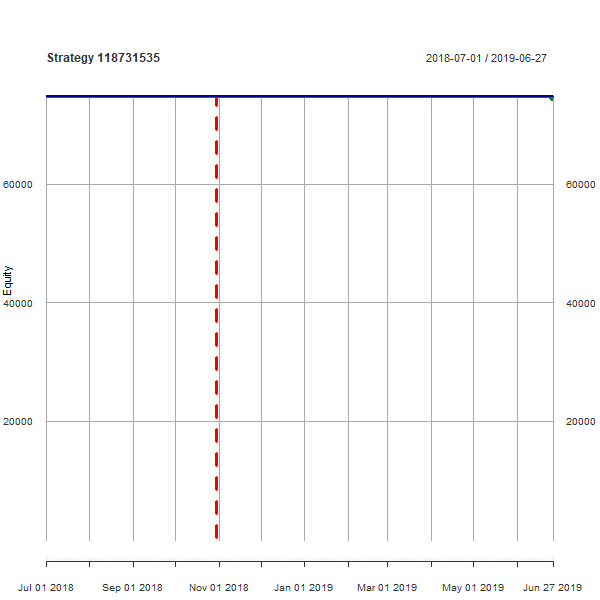 Strategy 118731535
2018-07-01 / 2019-06-27
Equity
60000
60000
40000
40000
20000
20000
Jul 01 2018
Sep 01 2018
Nov 01 2018
Jan 01 2019
Mar 01 2019
May 01 2019
Jun 27 2019